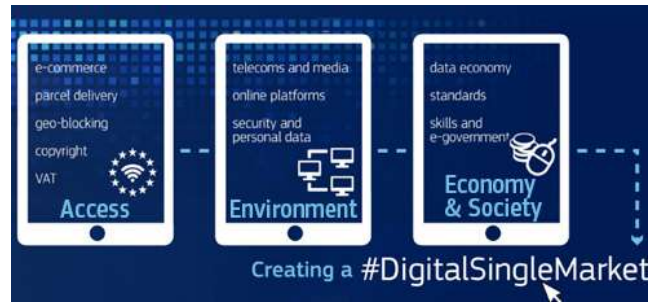 e-commerce
parcel delivery
geo-blocking
copyright
VAT
Access
telecoms and media
online platforms
security and
personal data
Environment
data economy
standards
skills and
e-government
Economy
& Society
Creating a #DigitalSingleMarket